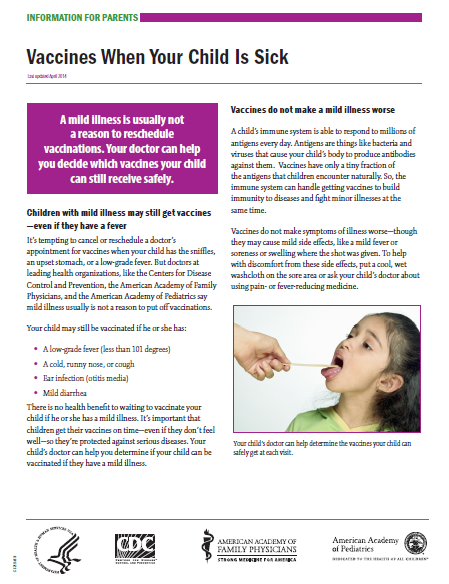 INFORMATION FOR PARENTS
Vaccines When Your Child Is Sick
Last updated April 2018
A mild illness is usually not
a reason to reschedule
vaccinations. Your doctor can help
you decide which vaccines your child
can still receive safely.
Children with mild illness may still get vaccines
—even if they have a fever
It's tempting to cancel or reschedule a doctor's
appointment for vaccines when your child has the sniffles,
an upset stomach, or a low-grade fever. But doctors at
leading health organizations, like the Centers for Disease
Control and Prevention, the American Academy of Family
Physicians, and the American Academy of Pediatrics say
mild illness usually is not a reason to put off vaccinations.
Your child may still be vaccinated if he or she has:
• A low-grade fever (less than 101 degrees)
• A cold, runny nose, or cough
• Ear infection (otitis media)
• Mild diarrhea
There is no health benefit to waiting to vaccinate your
child if he or she has a mild illness. It's important that
children get their vaccines on time—even if they don't feel
well—so they're protected against serious diseases. Your
child's doctor can help you determine if your child can be
vaccinated if they have a mild illness.
Vaccines do not make a mild illness worse
A child's immune system is able to respond to millions of
antigens every day. Antigens are things like bacteria and
viruses that cause your child's body to produce antibodies
against them. Vaccines have only a tiny fraction of
the antigens that children encounter naturally. So, the
immune system can handle getting vaccines to build
immunity to diseases and fight minor illnesses at the
same time.
Vaccines do not make symptoms of illness worse—though
they may cause mild side effects, like a mild fever or
soreness or swelling where the shot was given. To help
with discomfort from these side effects, put a cool, wet
washcloth on the sore area or ask your child's doctor about
using pain- or fever-reducing medicine.
Your child's doctor can help determine the vaccines your child can
safely get at each visit.
CDC
AMERICAN ACADEMY OF
FAMILY PHYSICIANS
STRONG MEDICINE FOR AMERICA
American Academy
of Pediatrics
DEDICATED TO THE HEALTH OF ALL CHILDREN®